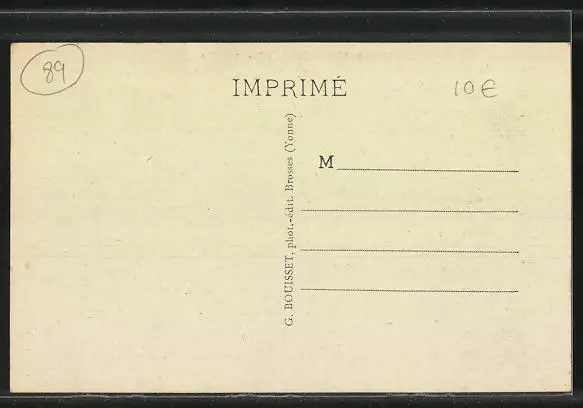 89
IMPRIMÉ
10€
G. BOUISSET, phot.-édit. Brosses (Yonne)
M